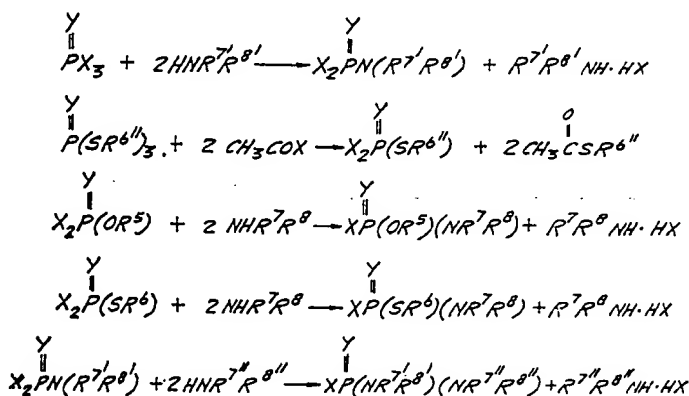 Y Y
PX₃ + 2HNR⁷′R⁸′ ⟶ X₂PN(R⁷′R⁸′) + R⁷′R⁸′NH·HX
Y Y O
P(SR⁶″)₃ + 2 CH₃COX ⟶ X₂P(SR⁶″) + 2CH₃CSR⁶″
Y Y
X₂P(OR⁵) + 2 NHR⁷R⁸ ⟶ XP(OR⁵)(NR⁷R⁸) + R⁷R⁸NH·HX
Y Y
X₂P(SR⁶) + 2NHR⁷R⁸ ⟶ XP(SR⁶)(NR⁷R⁸) + R⁷R⁸NH·HX
Y Y
X₂PN(R⁷′R⁸′) + 2HNR⁷″R⁸″ ⟶ XP(NR⁷′R⁸′)(NR⁷″R⁸″) + R⁷″R⁸″NH·HX